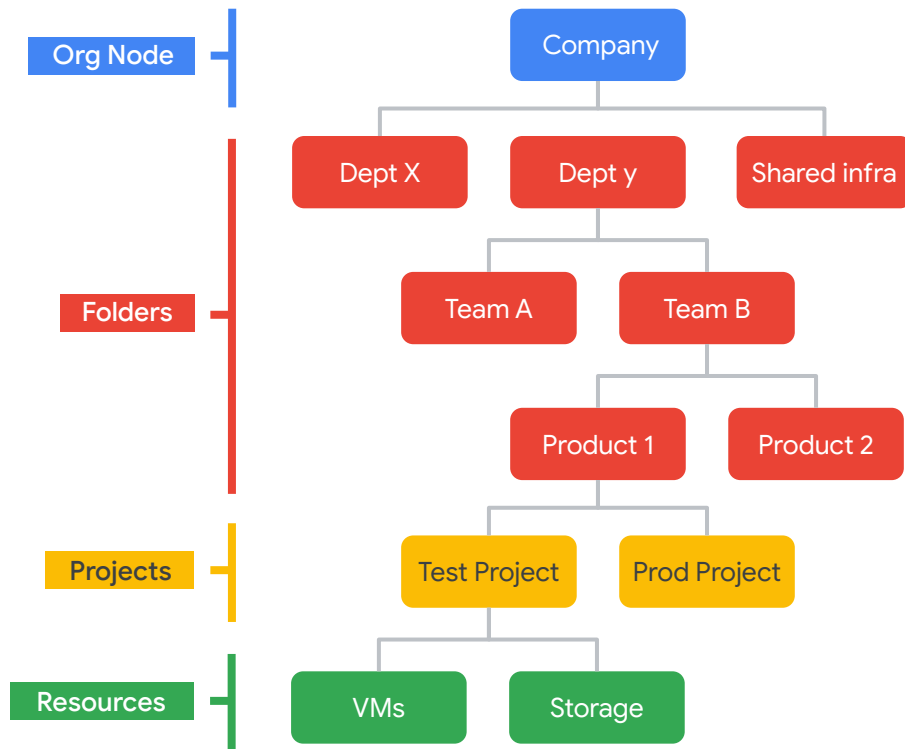 Org Node
Company
Dept X
Dept y
Shared infra
Folders
Team A
Team B
Product 1
Product 2
Projects
Test Project
Prod Project
Resources
VMs
Storage